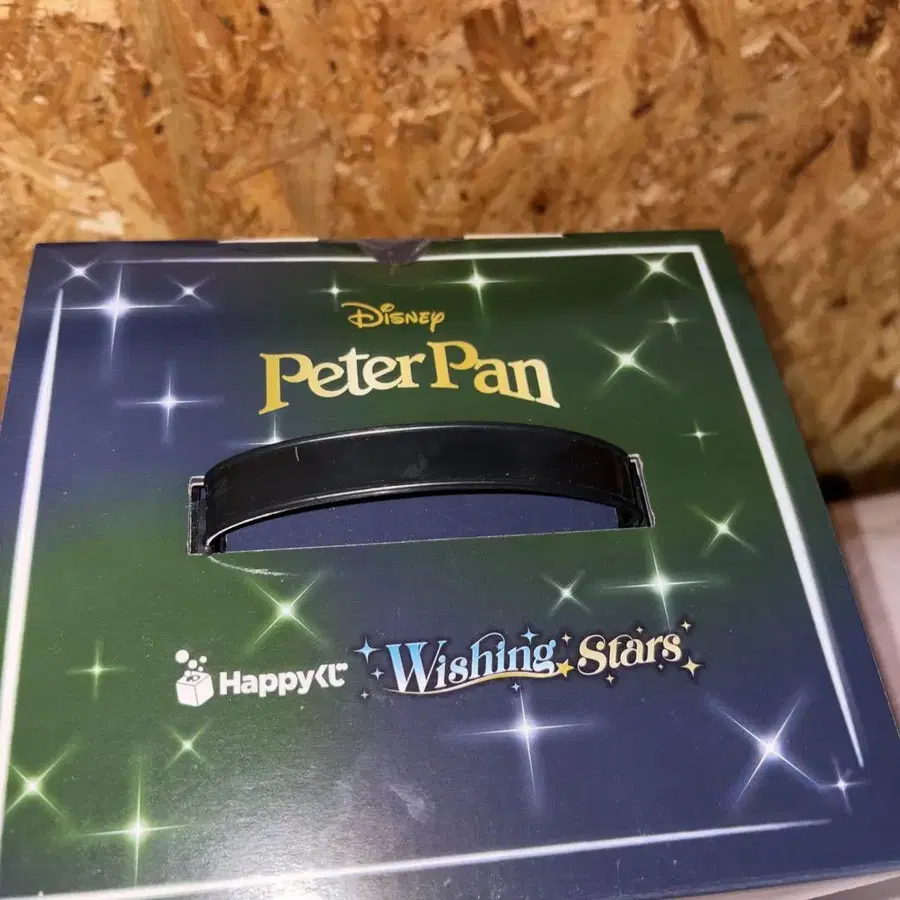 Disney
Peter Pan
Happyくじ
Wishing Stars